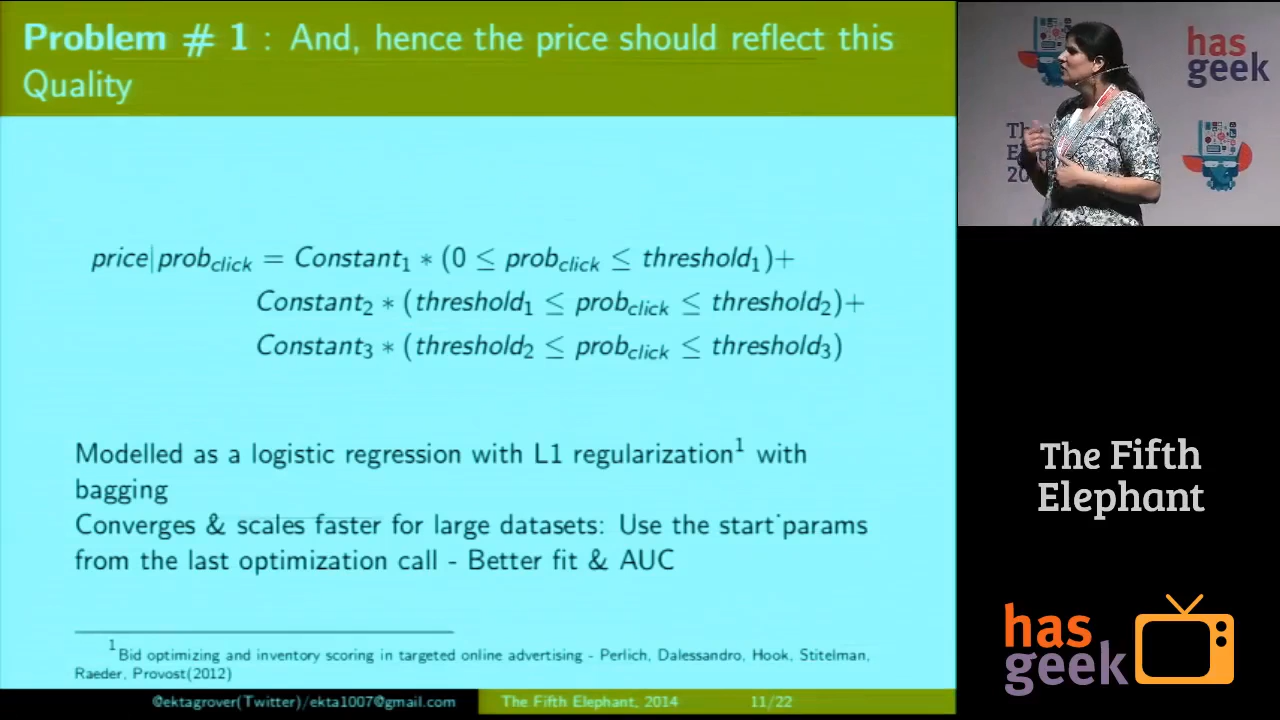 Problem # 1 : And, hence the price should reflect this
Quality
price|prob_click = Constant_1 * (0 ≤ prob_click ≤ threshold_1)+
Constant_2 * (threshold_1 ≤ prob_click ≤ threshold_2)+
Constant_3 * (threshold_2 ≤ prob_click ≤ threshold_3)
Modelled as a logistic regression with L1 regularization¹ with
bagging
Converges & scales faster for large datasets: Use the start params
from the last optimization call - Better fit & AUC
¹Bid optimizing and inventory scoring in targeted online advertising - Perlich, Dalessandro, Hook, Stitelman,
Raeder, Provost(2012)
@ektagrover(Twitter)/ekta1007@gmail.com
The Fifth Elephant, 2014
11/22
has
geek
The Fifth
Elephant
has
geek